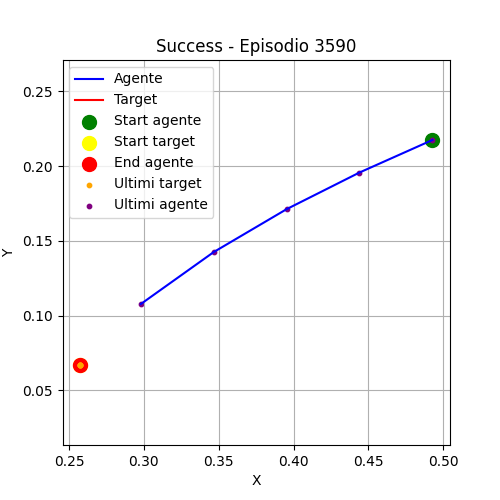 Success - Episodio 3590
Agente
Target
Start agente
Start target
End agente
Ultimi target
Ultimi agente
0.25
0.20
0.15
0.10
0.05
Y
0.25 0.30 0.35 0.40 0.45 0.50
X